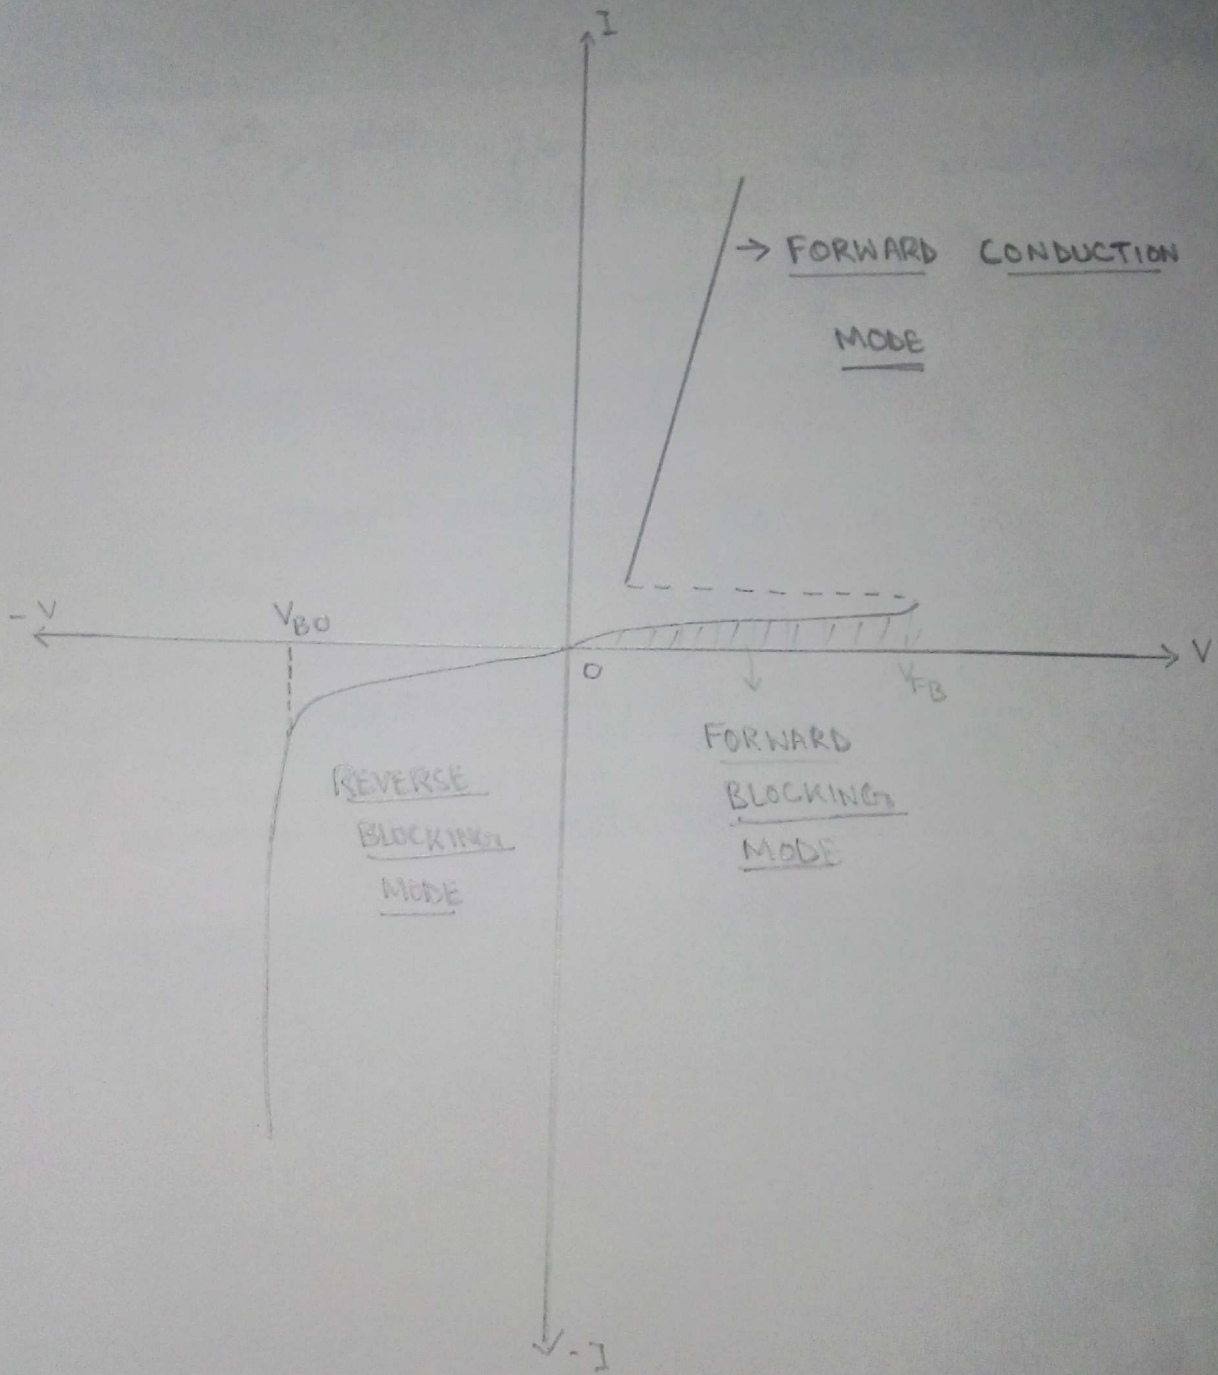 I
→ FORWARD CONDUCTION
MODE
-V
VBO
O
V
VFB
FORWARD
BLOCKING
MODE
REVERSE
BLOCKING
MODE
-I